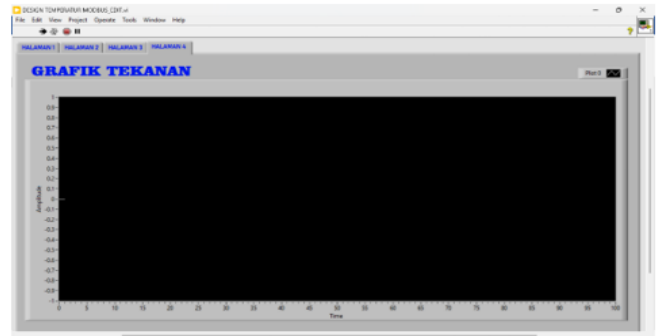 DESIGN TEMPERATUR MODBUS_EDIT.vi
File Edit View Project Operate Tools Window Help
HALAMAN 1 HALAMAN 2 HALAMAN 3 HALAMAN 4
GRAFIK TEKANAN
Plot 0
1
0.9
0.8
0.7
0.6
0.5
0.4
0.3
0.2
0.1
0
-0.1
-0.2
-0.3
-0.4
-0.5
-0.6
-0.7
-0.8
-0.9
-1
Amplitude
0 5 10 15 20 25 30 35 40 45 50 55 60 65 70 75 80 85 90 95 100
Time